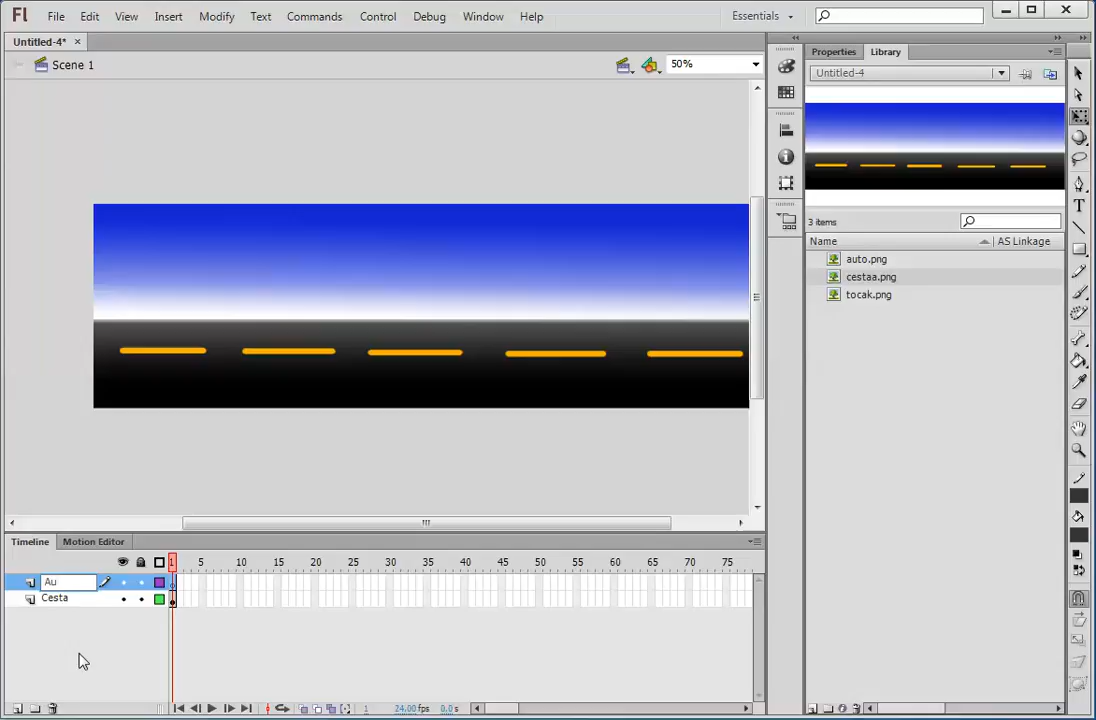 Fl File Edit View Insert Modify Text Commands Control Debug Window Help Essentials
Untitled-4*
Scene 1 50% Properties Library
Untitled-4
3 items
Name AS Linkage
auto.png
cestaa.png
tocak.png
Timeline Motion Editor
1 5 10 15 20 25 30 35 40 45 50 55 60 65 70 75
Au
Cesta
1 24.00 fps 0.0 s